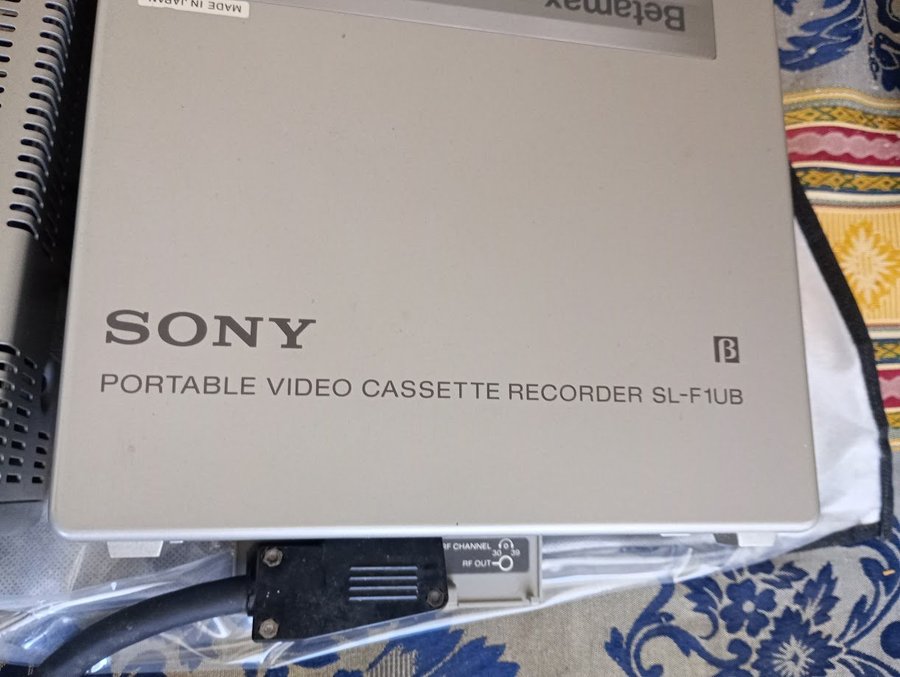 MADE IN JAPAN
Betamax
SONY
β
PORTABLE VIDEO CASSETTE RECORDER SL-F1UB
RF CHANNEL
30 39
RF OUT